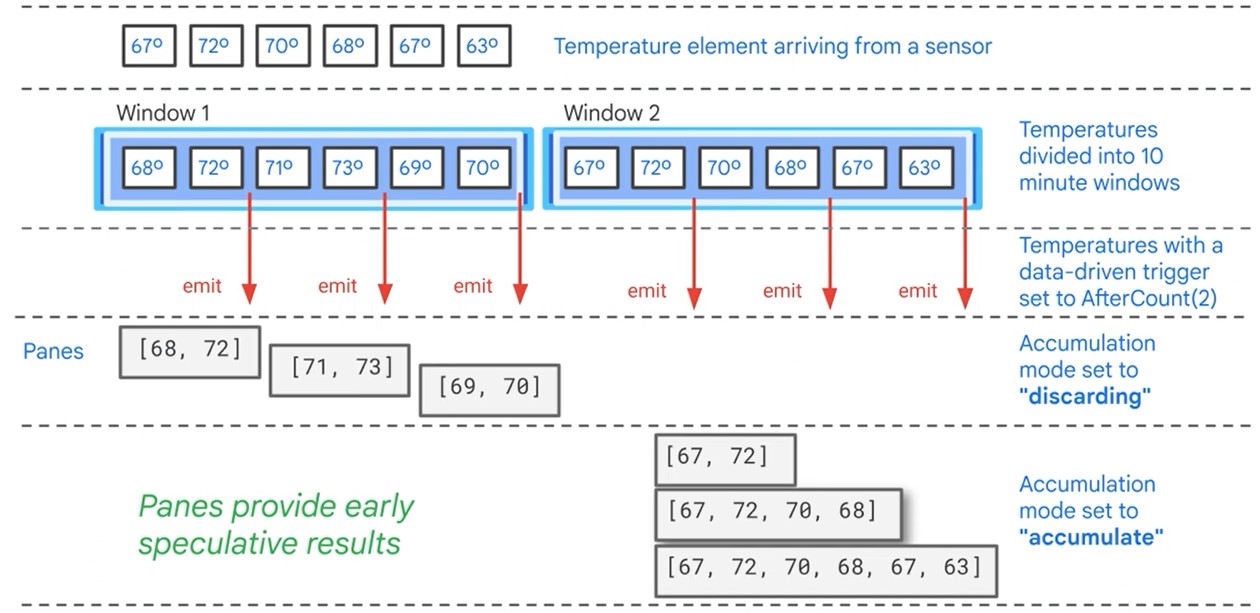 67º 72º 70º 68º 67º 63º
Temperature element arriving from a sensor
Window 1
Window 2
68º 72º 71º 73º 69º 70º
67º 72º 70º 68º 67º 63º
Temperatures
divided into 10
minute windows
emit emit emit
emit emit emit
Temperatures with a
data-driven trigger
set to AfterCount(2)
Panes
[68, 72]
[71, 73]
[69, 70]
Accumulation
mode set to
"discarding"
[67, 72]
[67, 72, 70, 68]
[67, 72, 70, 68, 67, 63]
Panes provide early
speculative results
Accumulation
mode set to
"accumulate"